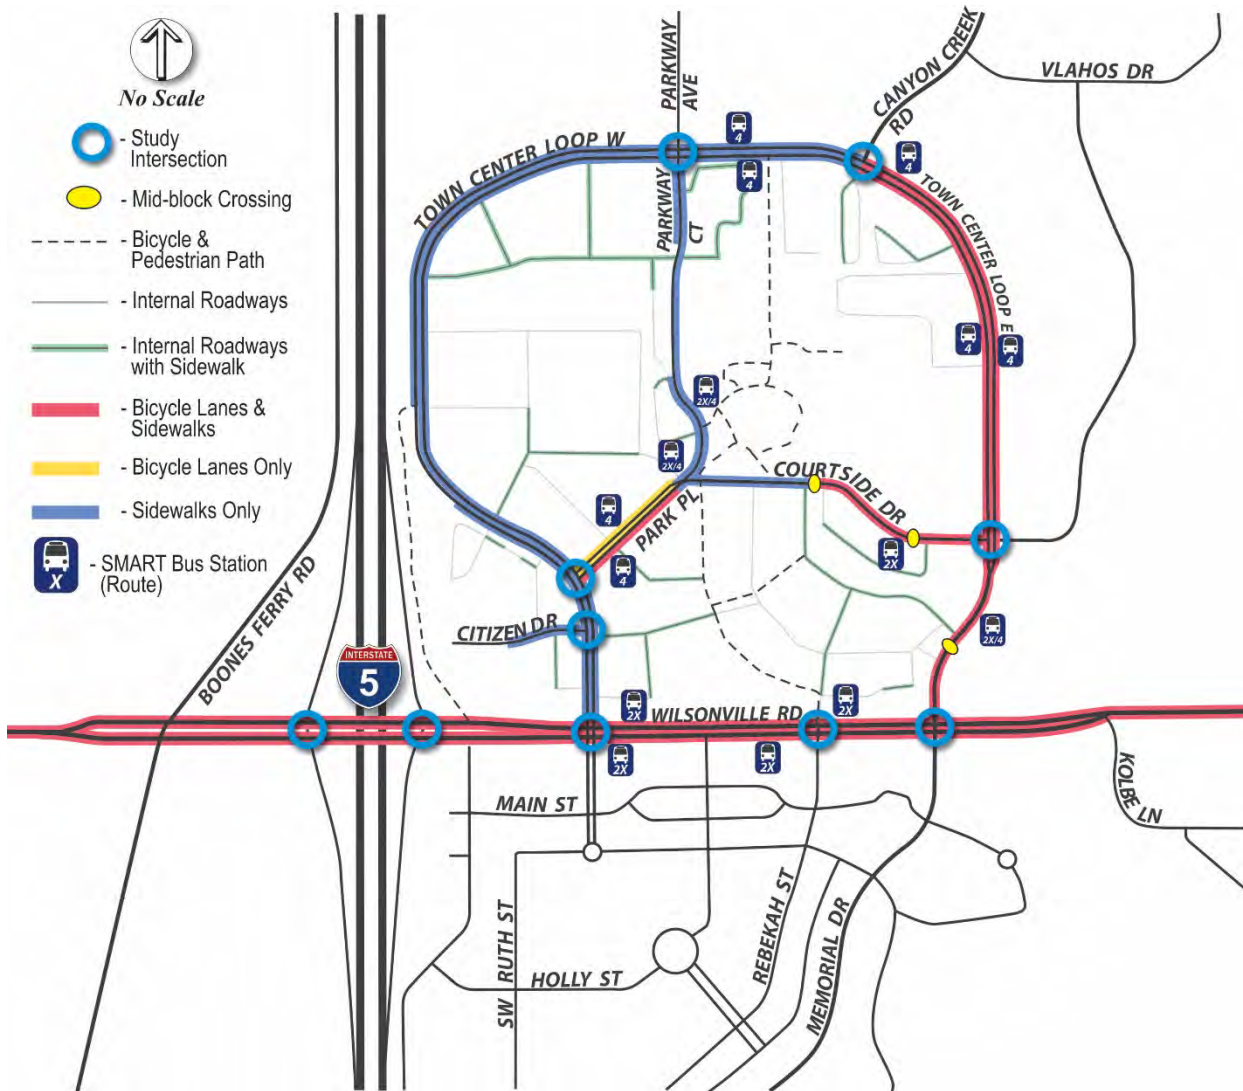 No Scale
- Study
Intersection
- Mid-block Crossing
- Bicycle &
Pedestrian Path
- Internal Roadways
- Internal Roadways
with Sidewalk
- Bicycle Lanes &
Sidewalks
- Bicycle Lanes Only
- Sidewalks Only
X
- SMART Bus Station
(Route)
PARKWAY
AVE
CANYON CREEK
RD
VLAHOS DR
TOWN CENTER LOOP W
4
4
4
PARKWAY
CT
TOWN CENTER LOOP E
4
4
2X/4
2X/4
COURTSIDE DR
4
PARK PL
4
2X
2X/4
CITIZEN DR
BOONES FERRY RD
INTERSTATE
5
2X
WILSONVILLE RD
2X
2X
2X
MAIN ST
KOLBE LN
SW RUTH ST
HOLLY ST
REBEKAH ST
MEMORIAL DR